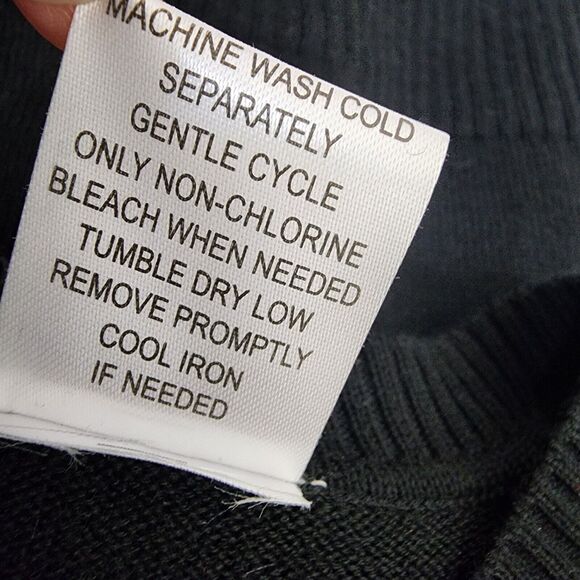 MACHINE WASH COLD
SEPARATELY
GENTLE CYCLE
ONLY NON-CHLORINE
BLEACH WHEN NEEDED
TUMBLE DRY LOW
REMOVE PROMPTLY
COOL IRON
IF NEEDED